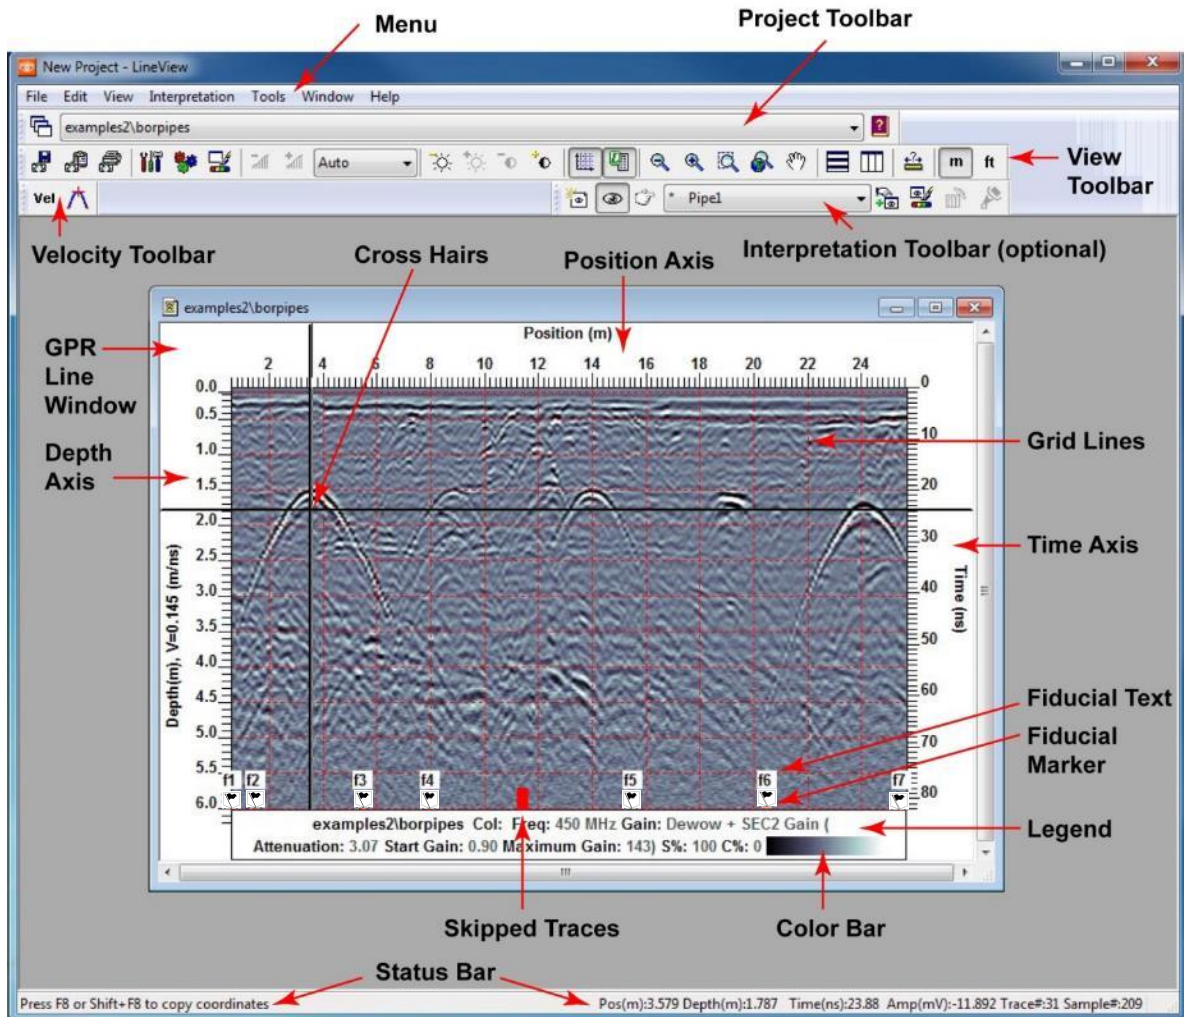 Project Toolbar
Menu
New Project - LineView
File Edit View Interpretation Tools Window Help
examples2\borpipes
Auto
m ft
View
Toolbar
Vel
* Pipe1
Velocity Toolbar
Cross Hairs
Position Axis
Interpretation Toolbar (optional)
examples2\borpipes
GPR
Line
Window
Position (m)
2 4 6 8 10 12 14 16 18 20 22 24
Depth
Axis
0.0
0.5
1.0
1.5
2.0
2.5
3.0
3.5
4.0
4.5
5.0
5.5
6.0
Depth(m), V=0.145 (m/ns)
0
10
20
30
40
50
60
70
80
Time (ns)
Grid Lines
Time Axis
Fiducial Text
Fiducial
Marker
f1 f2 f3 f4 f5 f6 f7
examples2\borpipes Col: Freq: 450 MHz Gain: Dewow + SEC2 Gain (
Attenuation: 3.07 Start Gain: 0.90 Maximum Gain: 143) S%: 100 C%: 0
Legend
Skipped Traces
Color Bar
Status Bar
Press F8 or Shift+F8 to copy coordinates
Pos(m):3.579 Depth(m):1.787 Time(ns):23.88 Amp(mV):-11.892 Trace#:31 Sample#:209